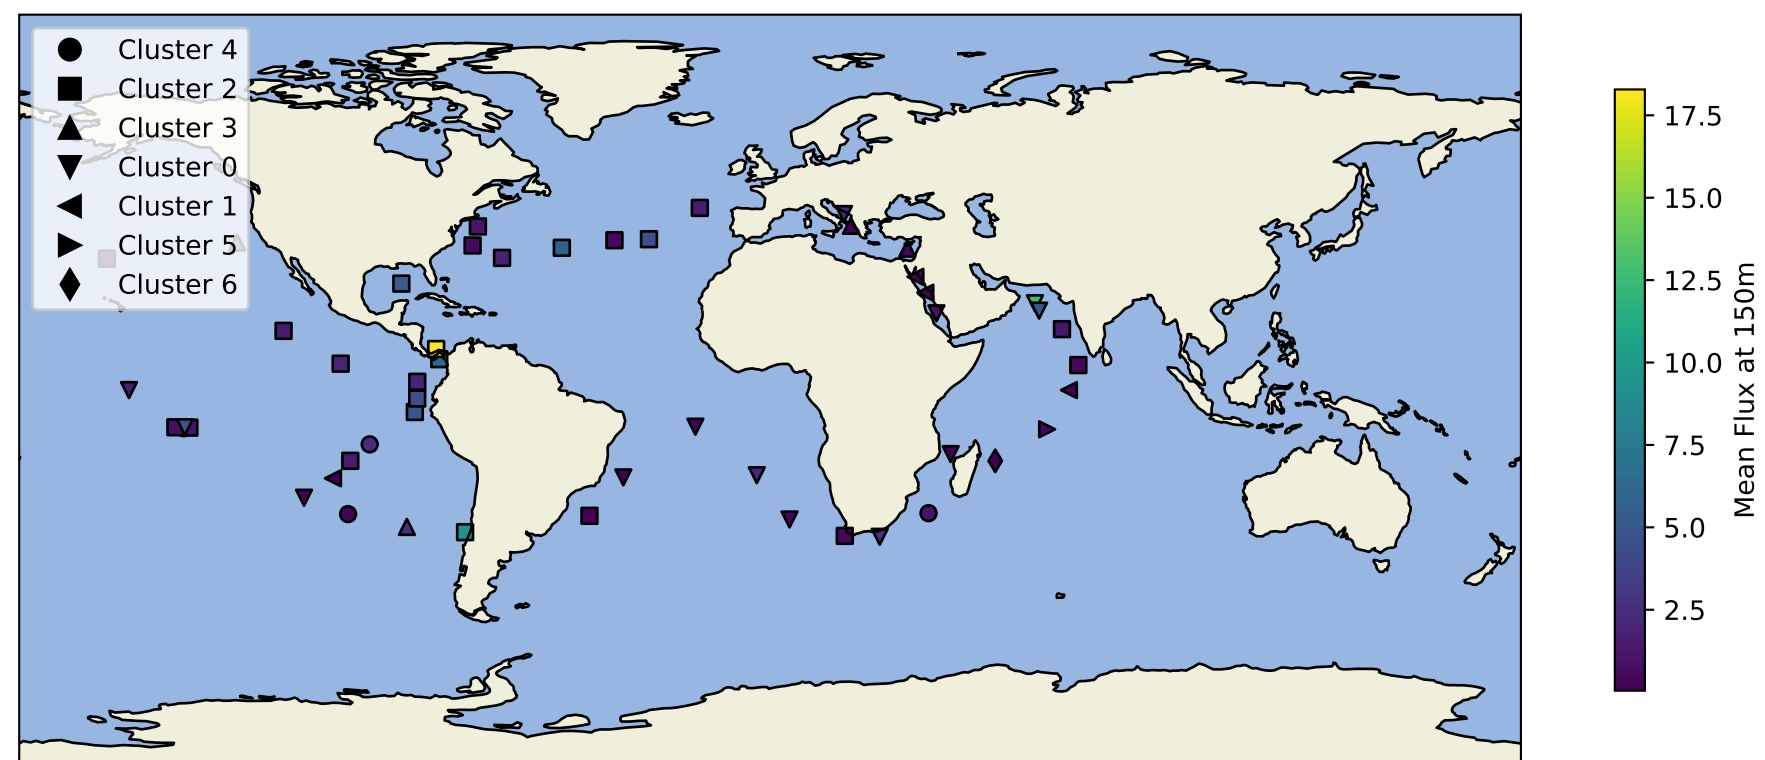 Cluster 4
Cluster 2
Cluster 3
Cluster 0
Cluster 1
Cluster 5
Cluster 6
17.5
15.0
12.5
10.0
7.5
5.0
2.5
Mean Flux at 150m